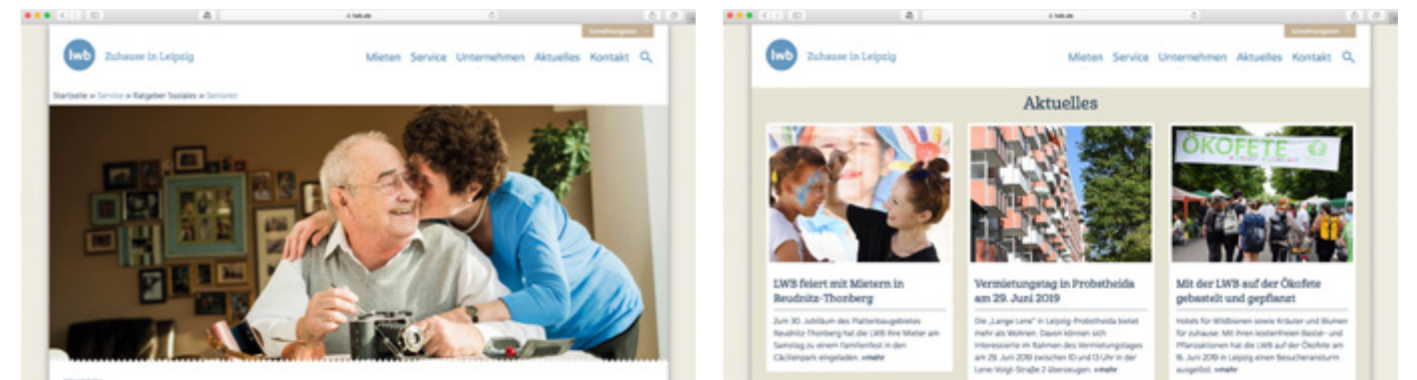 lwb.de
lwb
Zuhause in Leipzig
Mieten Service Unternehmen Aktuelles Kontakt
Startseite » Service » Ratgeber Soziales » Senioren
lwb.de
lwb
Zuhause in Leipzig
Mieten Service Unternehmen Aktuelles Kontakt
Aktuelles
ÖKOFETE
LWB feiert mit Mietern in
Reudnitz-Thonberg
Zum 30. Jubiläum des Plattenbaugebietes
Reudnitz-Thonberg hat die LWB ihre Mieter am
Samstag zu einem Familienfest in den
Cäcilienpark eingeladen. »mehr
Vermietungstag in Probstheida
am 29. Juni 2019
Die „Lange Lene" in Leipzig-Probstheida bietet
mehr als Wohnen. Davon können sich
Interessierte im Rahmen des Vermietungstages
am 29. Juni 2019 zwischen 10 und 13 Uhr in der
Lene-Voigt-Straße 2 überzeugen. »mehr
Mit der LWB auf der Ökofete
gebastelt und gepflanzt
Hotels für Wildbienen sowie Kräuter und Blumen
für zuhause: Mit ihren kostenfreien Bastel- und
Pflanzaktionen hat die LWB auf der Ökofete am
16. Juni 2019 in Leipzig einen Besucheransturm
ausgelöst. »mehr